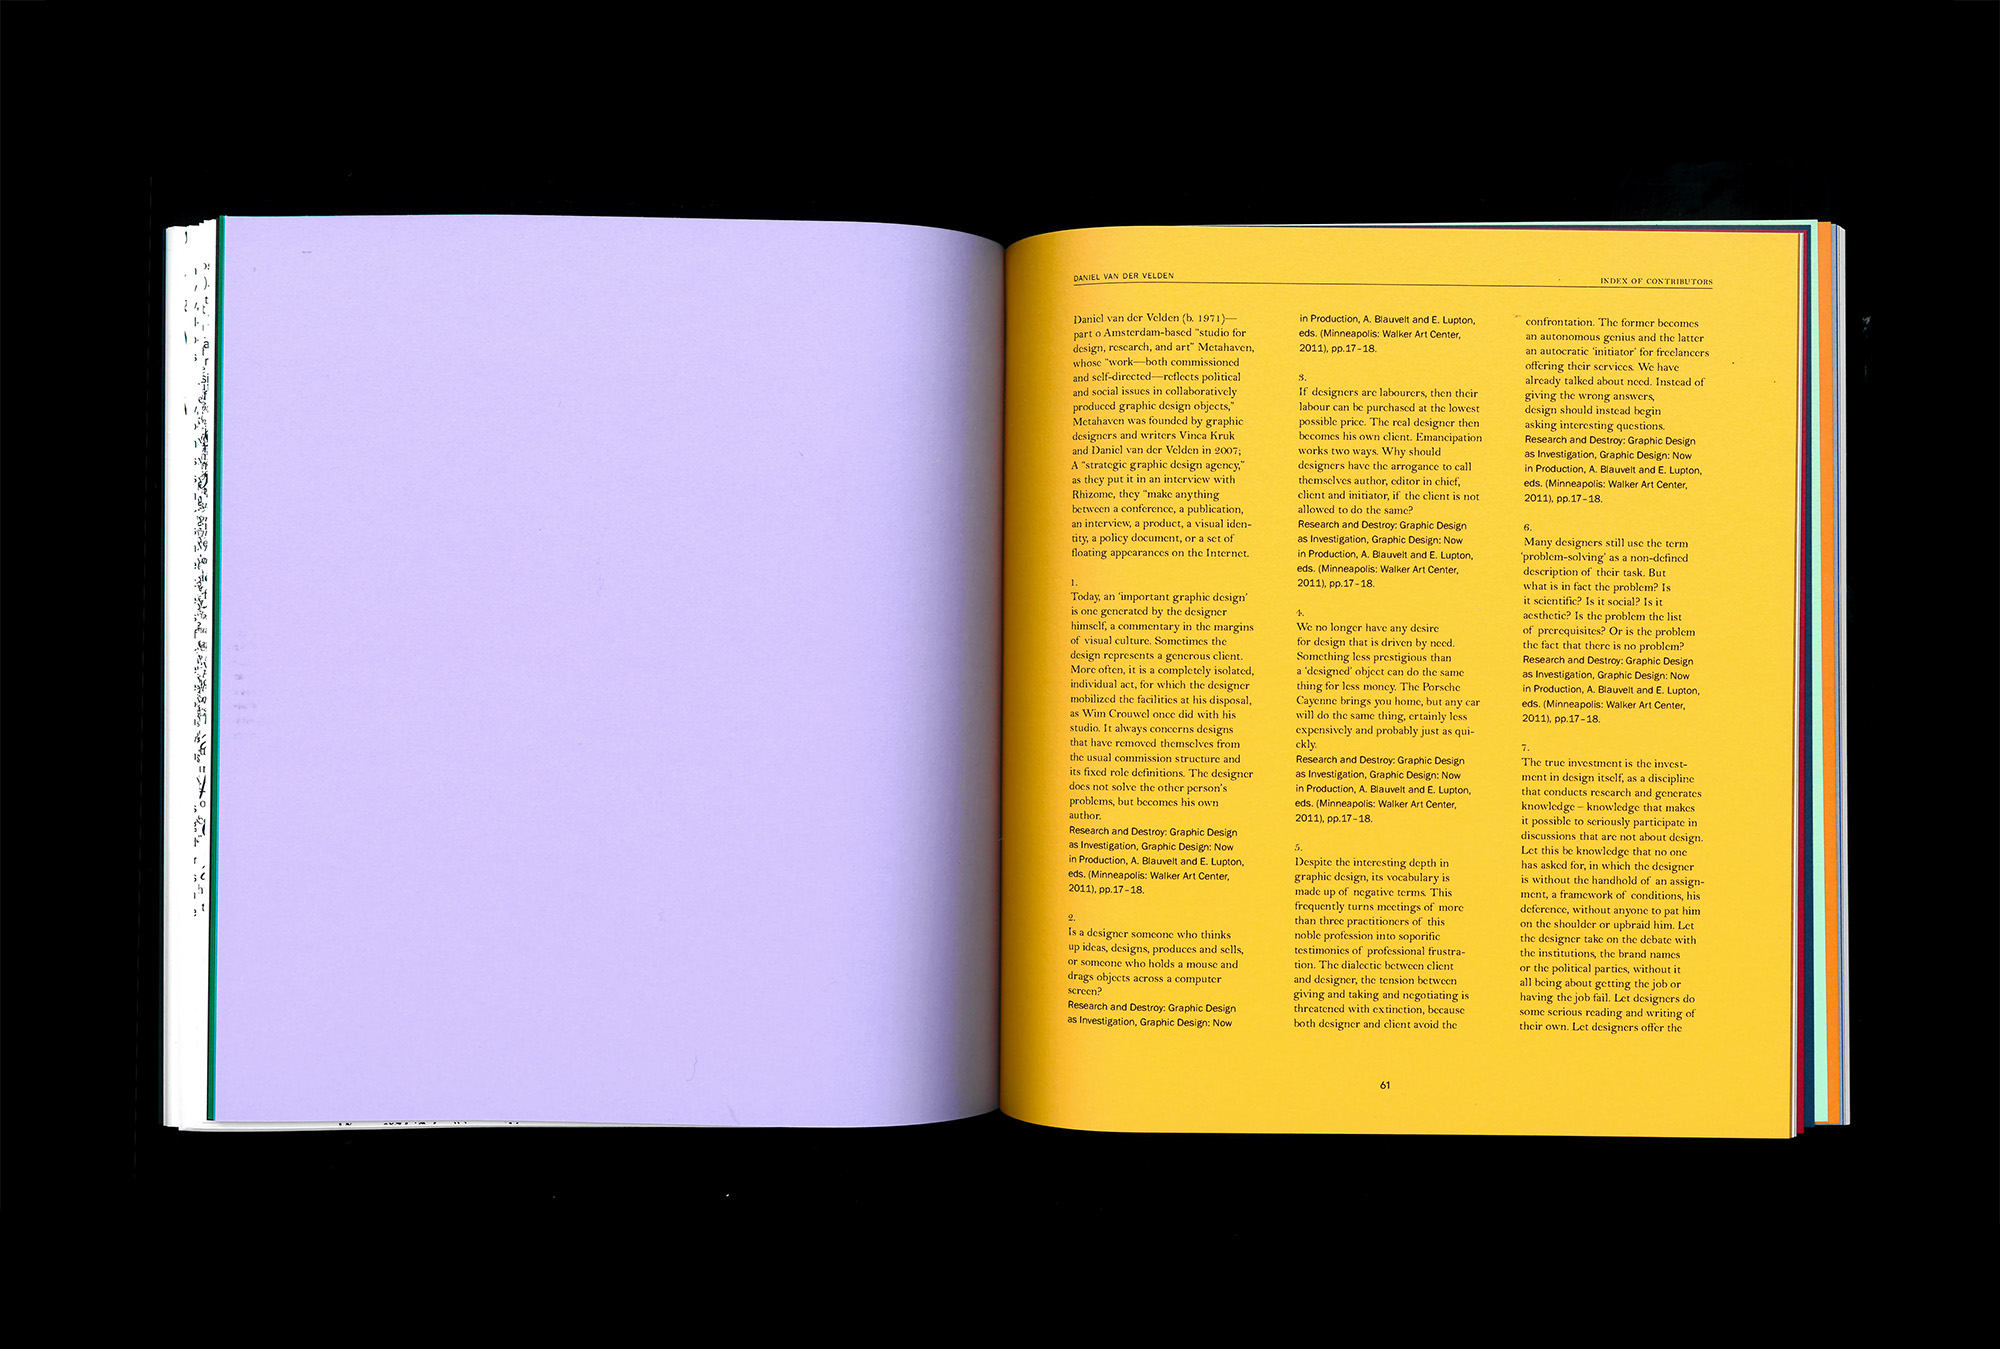 DANIEL VAN DER VELDEN
INDEX OF CONTRIBUTORS
Daniel van der Velden (b. 1971)—
part o Amsterdam-based "studio for
design, research, and art" Metahaven,
whose "work—both commissioned
and self-directed—reflects political
and social issues in collaboratively
produced graphic design objects,"
Metahaven was founded by graphic
designers and writers Vinca Kruk
and Daniel van der Velden in 2007;
A "strategic graphic design agency,"
as they put it in an interview with
Rhizome, they "make anything
between a conference, a publication,
an interview, a product, a visual iden-
tity, a policy document, or a set of
floating appearances on the Internet.
1.
Today, an 'important graphic design'
is one generated by the designer
himself, a commentary in the margins
of visual culture. Sometimes the
design represents a generous client.
More often, it is a completely isolated,
individual act, for which the designer
mobilized the facilities at his disposal,
as Wim Crouwel once did with his
studio. It always concerns designs
that have removed themselves from
the usual commission structure and
its fixed role definitions. The designer
does not solve the other person's
problems, but becomes his own
author.
Research and Destroy: Graphic Design
as Investigation, Graphic Design: Now
in Production, A. Blauvelt and E. Lupton,
eds. (Minneapolis: Walker Art Center,
2011), pp.17–18.
2.
Is a designer someone who thinks
up ideas, designs, produces and sells,
or someone who holds a mouse and
drags objects across a computer
screen?
Research and Destroy: Graphic Design
as Investigation, Graphic Design: Now
in Production, A. Blauvelt and E. Lupton,
eds. (Minneapolis: Walker Art Center,
2011), pp.17–18.
3.
If designers are labourers, then their
labour can be purchased at the lowest
possible price. The real designer then
becomes his own client. Emancipation
works two ways. Why should
designers have the arrogance to call
themselves author, editor in chief,
client and initiator, if the client is not
allowed to do the same?
Research and Destroy: Graphic Design
as Investigation, Graphic Design: Now
in Production, A. Blauvelt and E. Lupton,
eds. (Minneapolis: Walker Art Center,
2011), pp.17–18.
4.
We no longer have any desire
for design that is driven by need.
Something less prestigious than
a 'designed' object can do the same
thing for less money. The Porsche
Cayenne brings you home, but any car
will do the same thing, ertainly less
expensively and probably just as qui-
ckly.
Research and Destroy: Graphic Design
as Investigation, Graphic Design: Now
in Production, A. Blauvelt and E. Lupton,
eds. (Minneapolis: Walker Art Center,
2011), pp.17–18.
5.
Despite the interesting depth in
graphic design, its vocabulary is
made up of negative terms. This
frequently turns meetings of more
than three practitioners of this
noble profession into soporific
testimonies of professional frustra-
tion. The dialectic between client
and designer, the tension between
giving and taking and negotiating is
threatened with extinction, because
both designer and client avoid the
confrontation. The former becomes
an autonomous genius and the latter
an autocratic 'initiator' for freelancers
offering their services. We have
already talked about need. Instead of
giving the wrong answers,
design should instead begin
asking interesting questions.
Research and Destroy: Graphic Design
as Investigation, Graphic Design: Now
in Production, A. Blauvelt and E. Lupton,
eds. (Minneapolis: Walker Art Center,
2011), pp.17–18.
6.
Many designers still use the term
'problem-solving' as a non-defined
description of their task. But
what is in fact the problem? Is
it scientific? Is it social? Is it
aesthetic? Is the problem the list
of prerequisites? Or is the problem
the fact that there is no problem?
Research and Destroy: Graphic Design
as Investigation, Graphic Design: Now
in Production, A. Blauvelt and E. Lupton,
eds. (Minneapolis: Walker Art Center,
2011), pp.17–18.
7.
The true investment is the invest-
ment in design itself, as a discipline
that conducts research and generates
knowledge – knowledge that makes
it possible to seriously participate in
discussions that are not about design.
Let this be knowledge that no one
has asked for, in which the designer
is without the handhold of an assign-
ment, a framework of conditions, his
deference, without anyone to pat him
on the shoulder or upbraid him. Let
the designer take on the debate with
the institutions, the brand names
or the political parties, without it
all being about getting the job or
having the job fail. Let designers do
some serious reading and writing of
their own. Let designers offer the
61